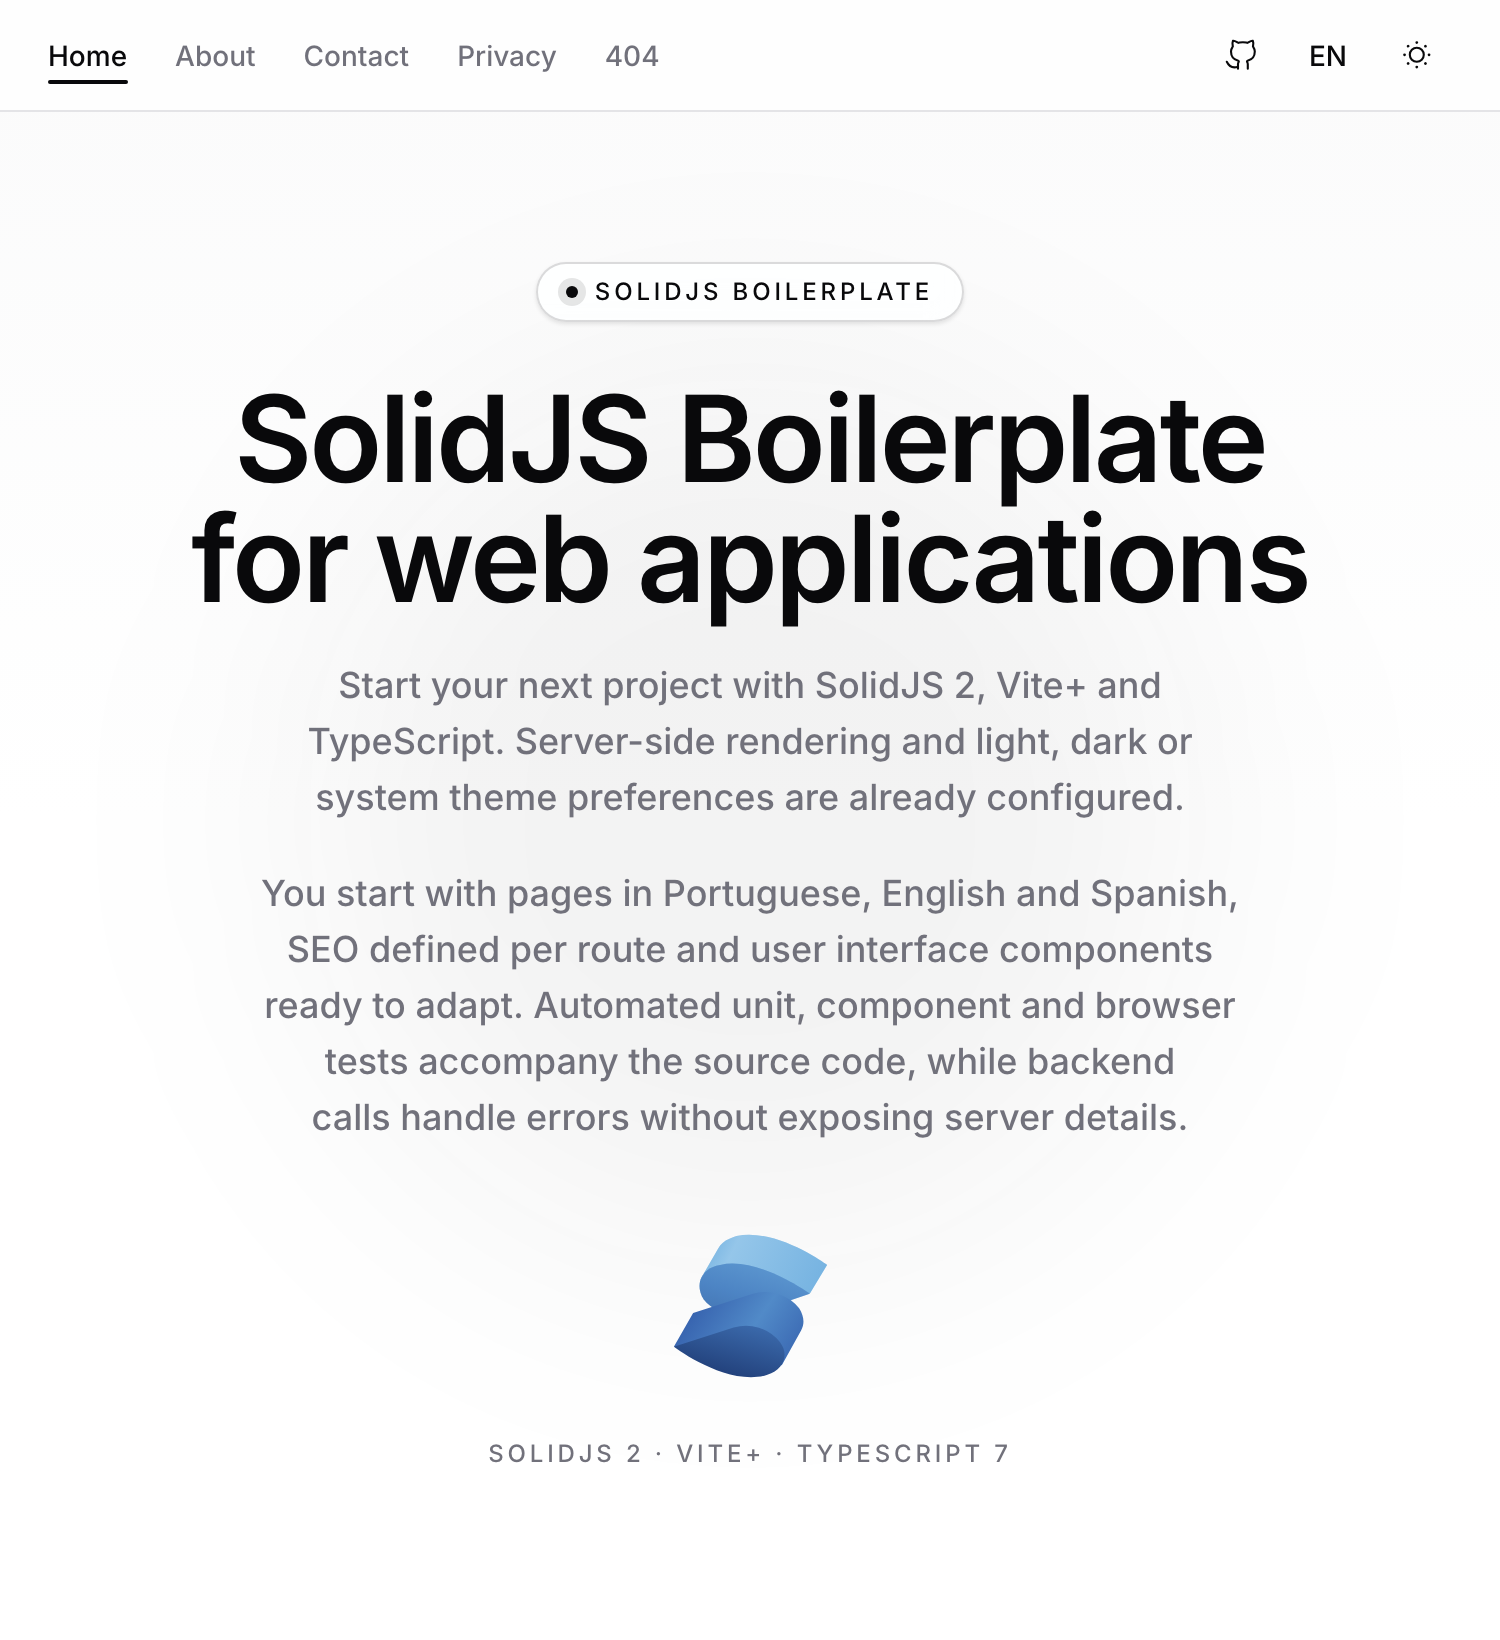 Home About Contact Privacy 404 EN
SOLIDJS BOILERPLATE
SolidJS Boilerplate
for web applications
Start your next project with SolidJS 2, Vite+ and
TypeScript. Server-side rendering and light, dark or
system theme preferences are already configured.
You start with pages in Portuguese, English and Spanish,
SEO defined per route and user interface components
ready to adapt. Automated unit, component and browser
tests accompany the source code, while backend
calls handle errors without exposing server details.
SOLIDJS 2 · VITE+ · TYPESCRIPT 7